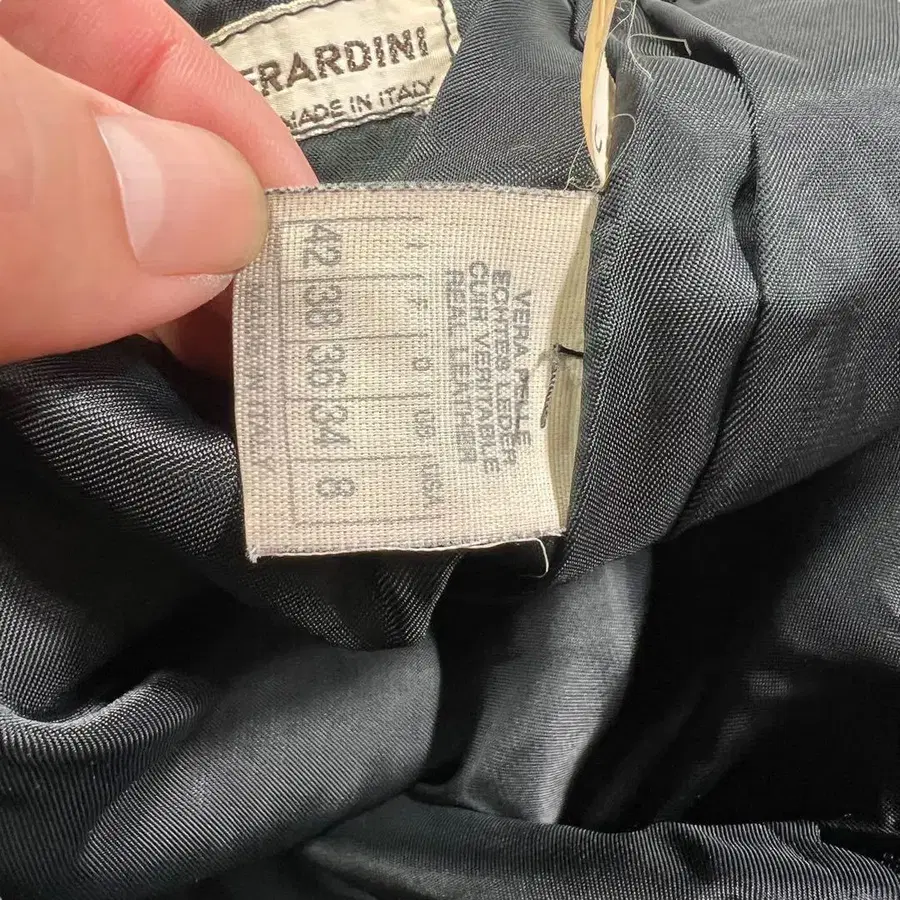 ERARDINI
MADE IN ITALY
VERA PELLE
ECHTES LEDER
CUIR VERITABLE
REAL LEATHER
I F D GB USA
42 38 36 34 8
MADE IN ITALY